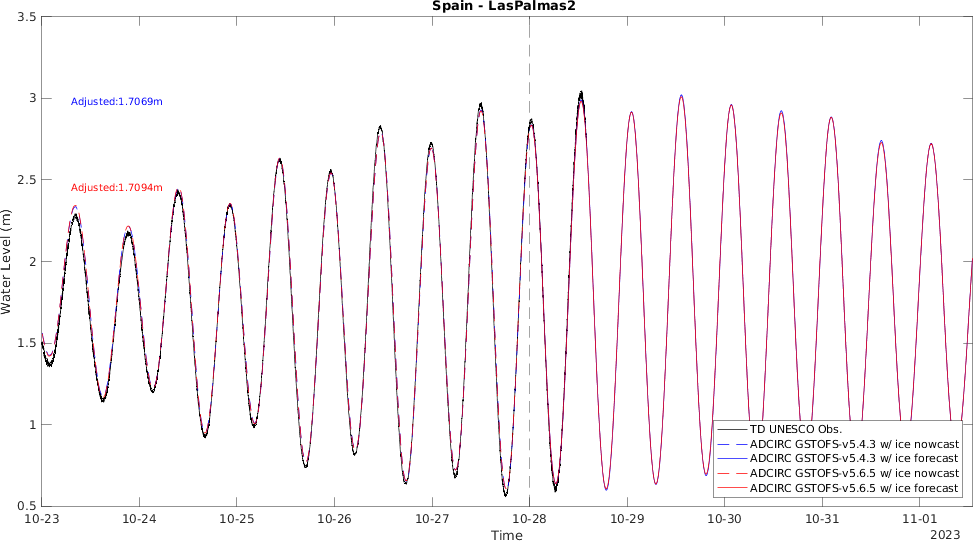 Spain - LasPalmas2
3.5
3
2.5
2
1.5
1
0.5
Water Level (m)
Adjusted:1.7069m
Adjusted:1.7094m
TD UNESCO Obs.
ADCIRC GSTOFS-v5.4.3 w/ ice nowcast
ADCIRC GSTOFS-v5.4.3 w/ ice forecast
ADCIRC GSTOFS-v5.6.5 w/ ice nowcast
ADCIRC GSTOFS-v5.6.5 w/ ice forecast
10-23 10-24 10-25 10-26 10-27 10-28 10-29 10-30 10-31 11-01
Time
2023